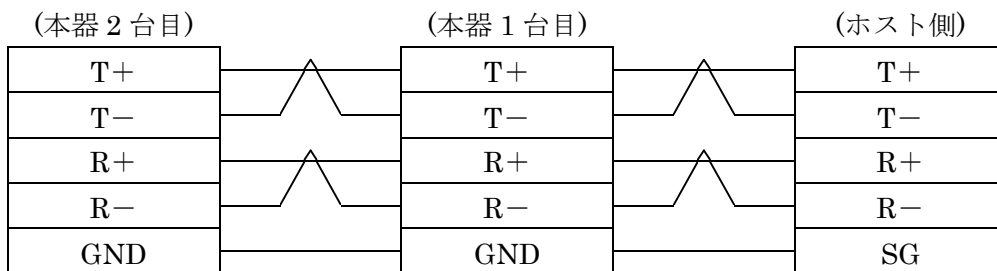 (本器 2 台目) (本器 1 台目) (ホスト側)
T+ T+ T+
T− T− T−
R+ R+ R+
R− R− R−
GND GND SG